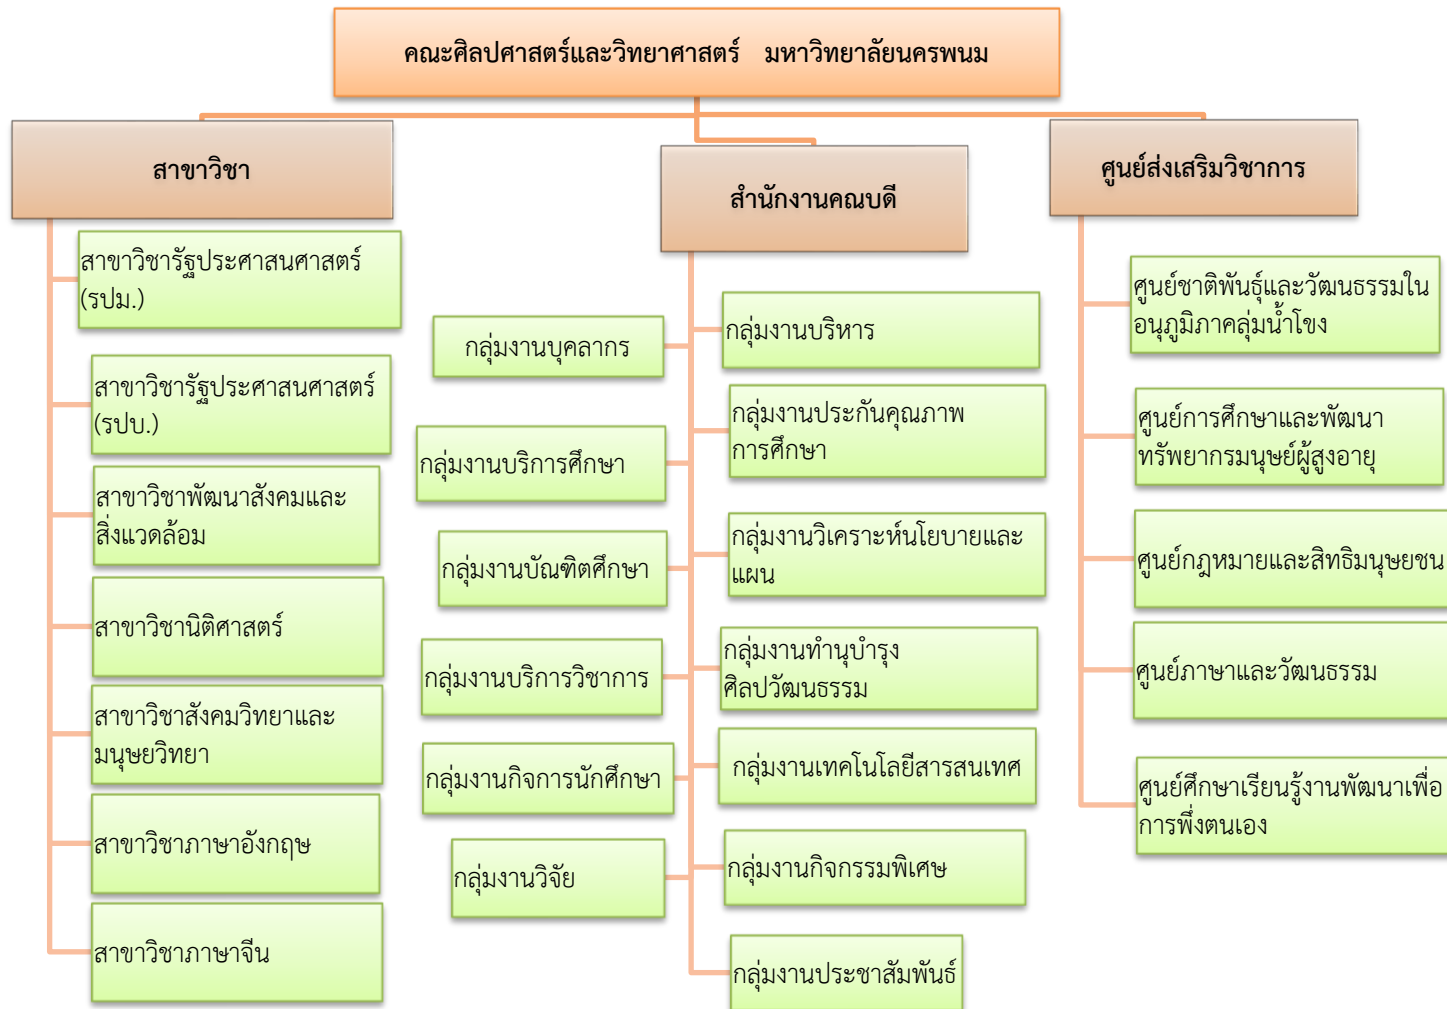 คณะศิลปศาสตร์และวิทยาศาสตร์ มหาวิทยาลัยนครพนม
สาขาวิชา
สาขาวิชารัฐประศาสนศาสตร์
(รปม.)
สาขาวิชารัฐประศาสนศาสตร์
(รปบ.)
สาขาวิชาพัฒนาสังคมและ
สิ่งแวดล้อม
สาขาวิชานิติศาสตร์
สาขาวิชาสังคมวิทยาและ
มนุษยวิทยา
สาขาวิชาภาษาอังกฤษ
สาขาวิชาภาษาจีน
สำนักงานคณบดี
กลุ่มงานบุคลากร
กลุ่มงานบริการศึกษา
กลุ่มงานบัณฑิตศึกษา
กลุ่มงานบริการวิชาการ
กลุ่มงานกิจการนักศึกษา
กลุ่มงานวิจัย
กลุ่มงานบริหาร
กลุ่มงานประกันคุณภาพ
การศึกษา
กลุ่มงานวิเคราะห์นโยบายและ
แผน
กลุ่มงานทำนุบำรุง
ศิลปวัฒนธรรม
กลุ่มงานเทคโนโลยีสารสนเทศ
กลุ่มงานกิจกรรมพิเศษ
กลุ่มงานประชาสัมพันธ์
ศูนย์ส่งเสริมวิชาการ
ศูนย์ชาติพันธุ์และวัฒนธรรมใน
อนุภูมิภาคลุ่มน้ำโขง
ศูนย์การศึกษาและพัฒนา
ทรัพยากรมนุษย์ผู้สูงอายุ
ศูนย์กฎหมายและสิทธิมนุษยชน
ศูนย์ภาษาและวัฒนธรรม
ศูนย์ศึกษาเรียนรู้งานพัฒนาเพื่อ
การพึ่งตนเอง